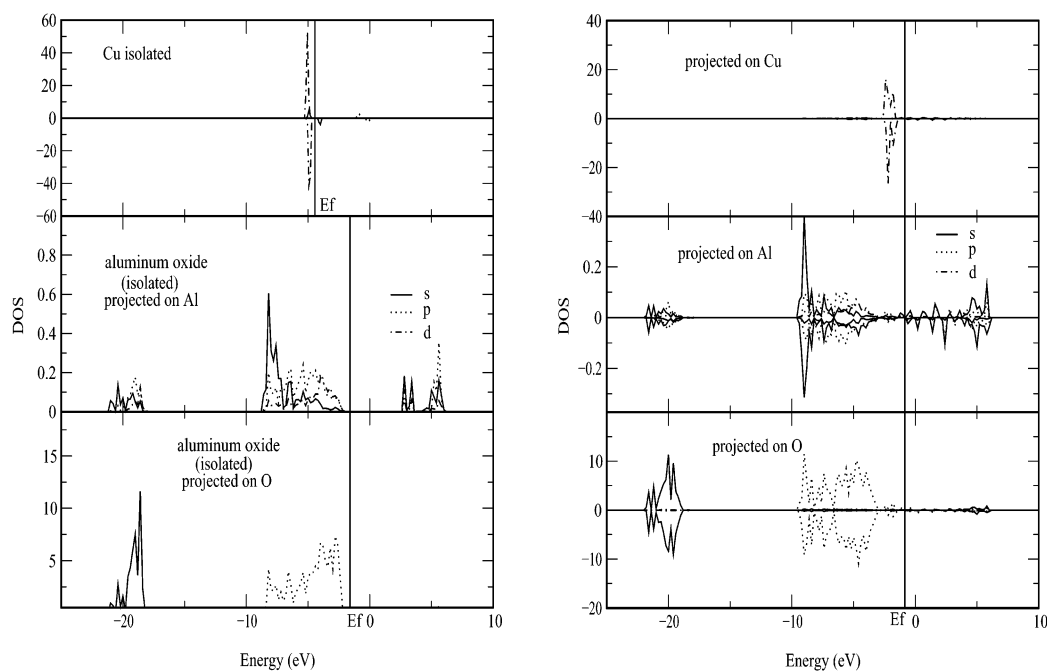 60
40
20
0
−20
−40
−60
Cu isolated
Ef
DOS
0.8
0.6
0.4
0.2
0
aluminum oxide
(isolated)
projected on Al
s
p
d
15
10
5
aluminum oxide
(isolated)
projected on O
−20
−10
Ef 0
10
Energy (eV)
40
20
0
−20
−40
projected on Cu
DOS
0.2
0
−0.2
projected on Al
s
p
d
10
0
−10
−20
projected on O
−20
−10
Ef 0
10
Energy (eV)